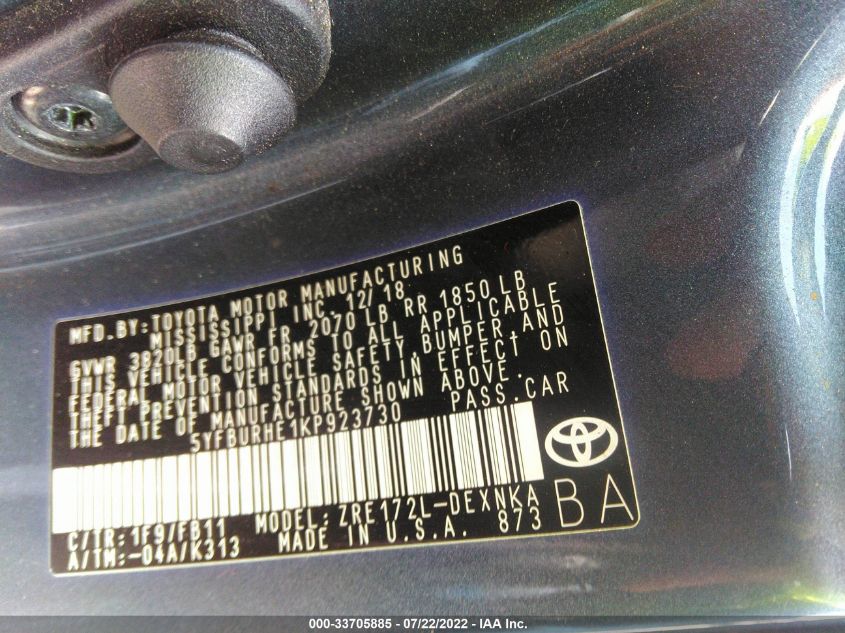 MFD.BY:TOYOTA MOTOR MANUFACTURING
MISSISSIPPI INC. 12/18
GVWR 3820LB GAWR FR 2070 LB RR 1850 LB
THIS VEHICLE CONFORMS TO ALL APPLICABLE
FEDERAL MOTOR VEHICLE SAFETY,BUMPER,AND
THEFT PREVENTION STANDARDS IN EFFECT ON
THE DATE OF MANUFACTURE SHOWN ABOVE.
5YFBURHE1KP923730 PASS.CAR
C/TR:1F9/FB11 MODEL: ZRE172L-DEXNKA
A/TM:-04A/K313 MADE IN U.S.A. 873
BA
000-33705885 - 07/22/2022 - IAA Inc.